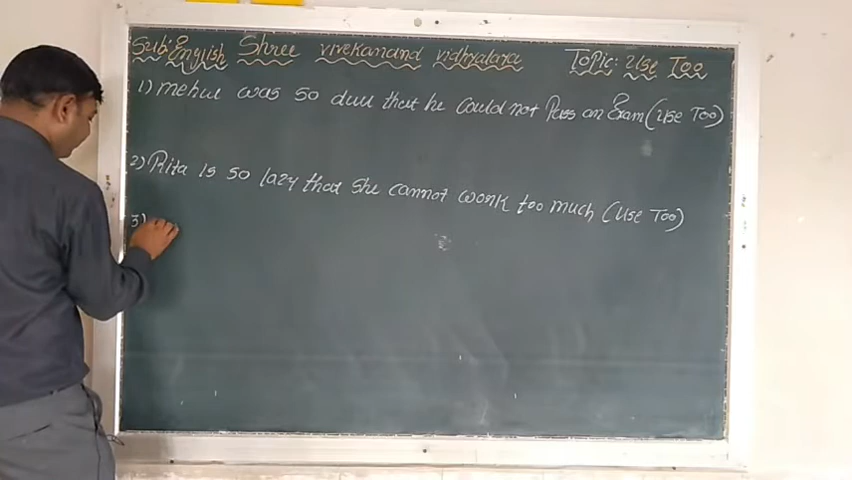 Sub: English Shree vivekanand vidhyalaya Topic: Use Too
1) Mehul was so dull that he could not Pass an Exam (Use Too)
2) Rita is so lazy that she cannot work too much (Use Too)
3)